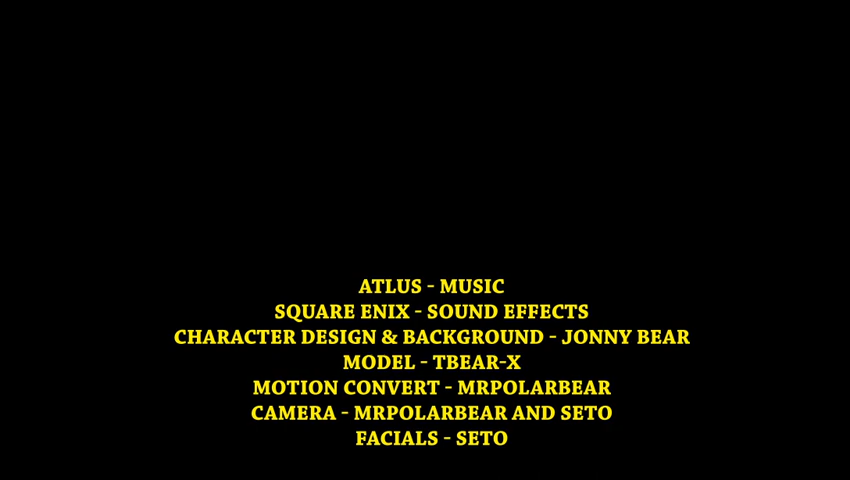 ATLUS - MUSIC
SQUARE ENIX - SOUND EFFECTS
CHARACTER DESIGN & BACKGROUND - JONNY BEAR
MODEL - TBEAR-X
MOTION CONVERT - MRPOLARBEAR
CAMERA - MRPOLARBEAR AND SETO
FACIALS - SETO